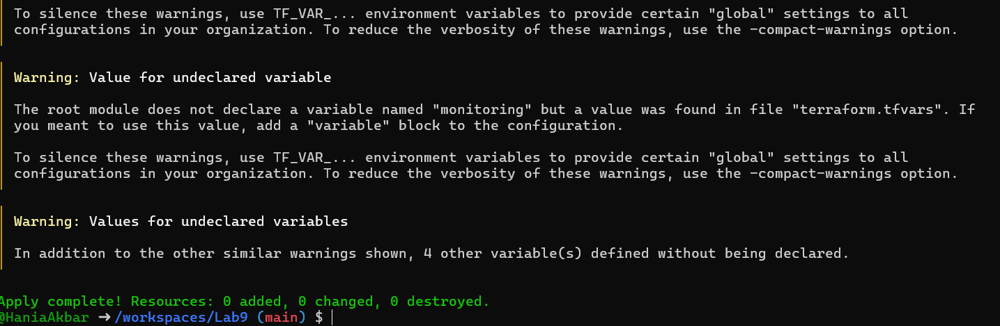 To silence these warnings, use TF_VAR_... environment variables to provide certain "global" settings to all
configurations in your organization. To reduce the verbosity of these warnings, use the -compact-warnings option.
Warning: Value for undeclared variable
The root module does not declare a variable named "monitoring" but a value was found in file "terraform.tfvars". If
you meant to use this value, add a "variable" block to the configuration.
To silence these warnings, use TF_VAR_... environment variables to provide certain "global" settings to all
configurations in your organization. To reduce the verbosity of these warnings, use the -compact-warnings option.
Warning: Values for undeclared variables
In addition to the other similar warnings shown, 4 other variable(s) defined without being declared.
Apply complete! Resources: 0 added, 0 changed, 0 destroyed.
@HaniaAkbar → /workspaces/Lab9 (main) $